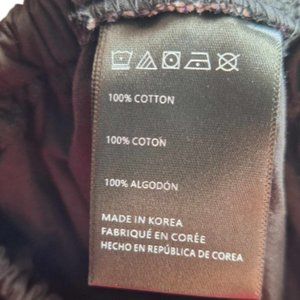 100% COTTON
100% COTON
100% ALGODÓN
MADE IN KOREA
FABRIQUÉ EN CORÉE
HECHO EN REPÚBLICA DE COREA